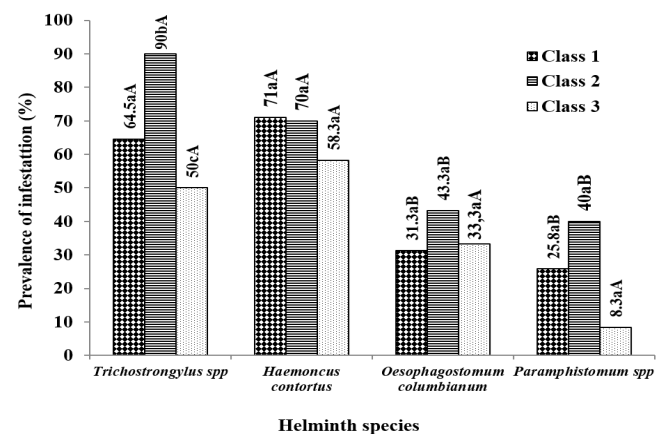 Prevalence of infestattion (%)
100
90
80
70
60
50
40
30
20
10
0
64.5aA
90bA
50cA
71aA
70aA
58.3aA
31.3aB
43.3aB
33,3aA
25.8aB
40aB
8.3aA
Class 1
Class 2
Class 3
Trichostrongylus spp
Haemoncus
contortus
Oesophagostomum
columbianum
Paramphistomum spp
Helminth species